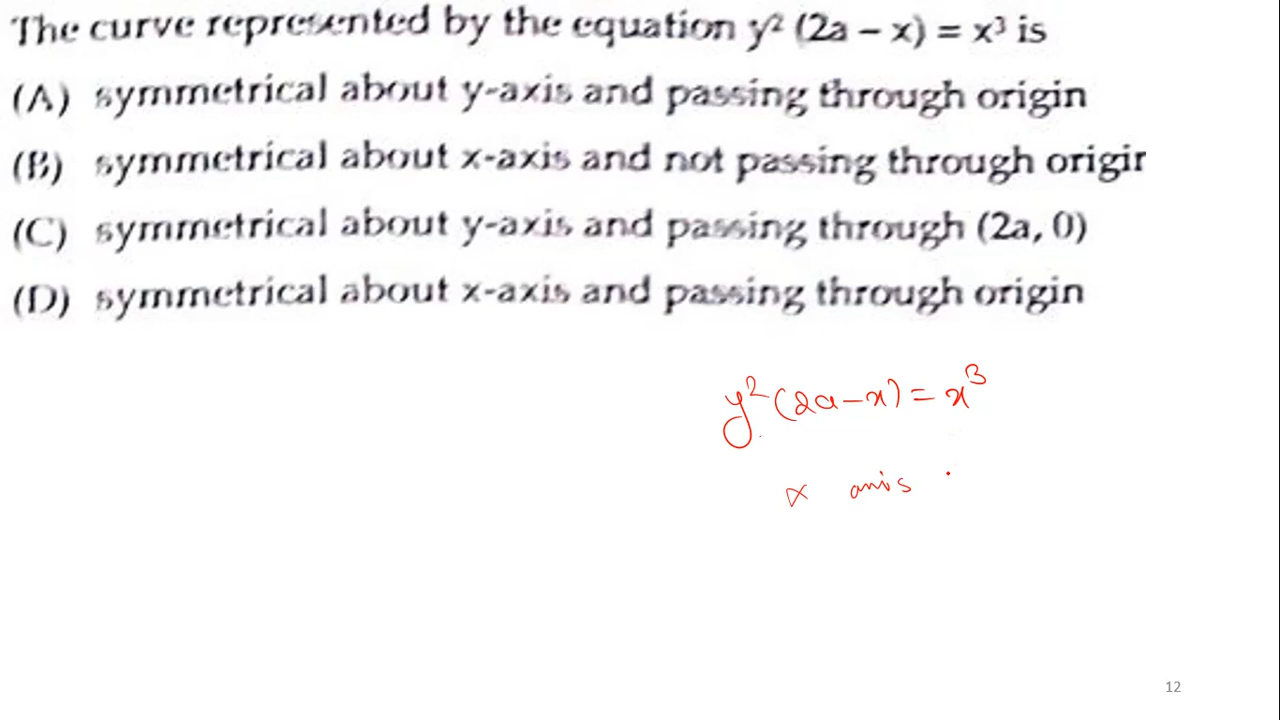 The curve represented by the equation y² (2a – x) = x³ is
(A) symmetrical about y-axis and passing through origin
(B) symmetrical about x-axis and not passing through origin
(C) symmetrical about y-axis and passing through (2a, 0)
(D) symmetrical about x-axis and passing through origin
y²(2a–x) = x³
x axis
12